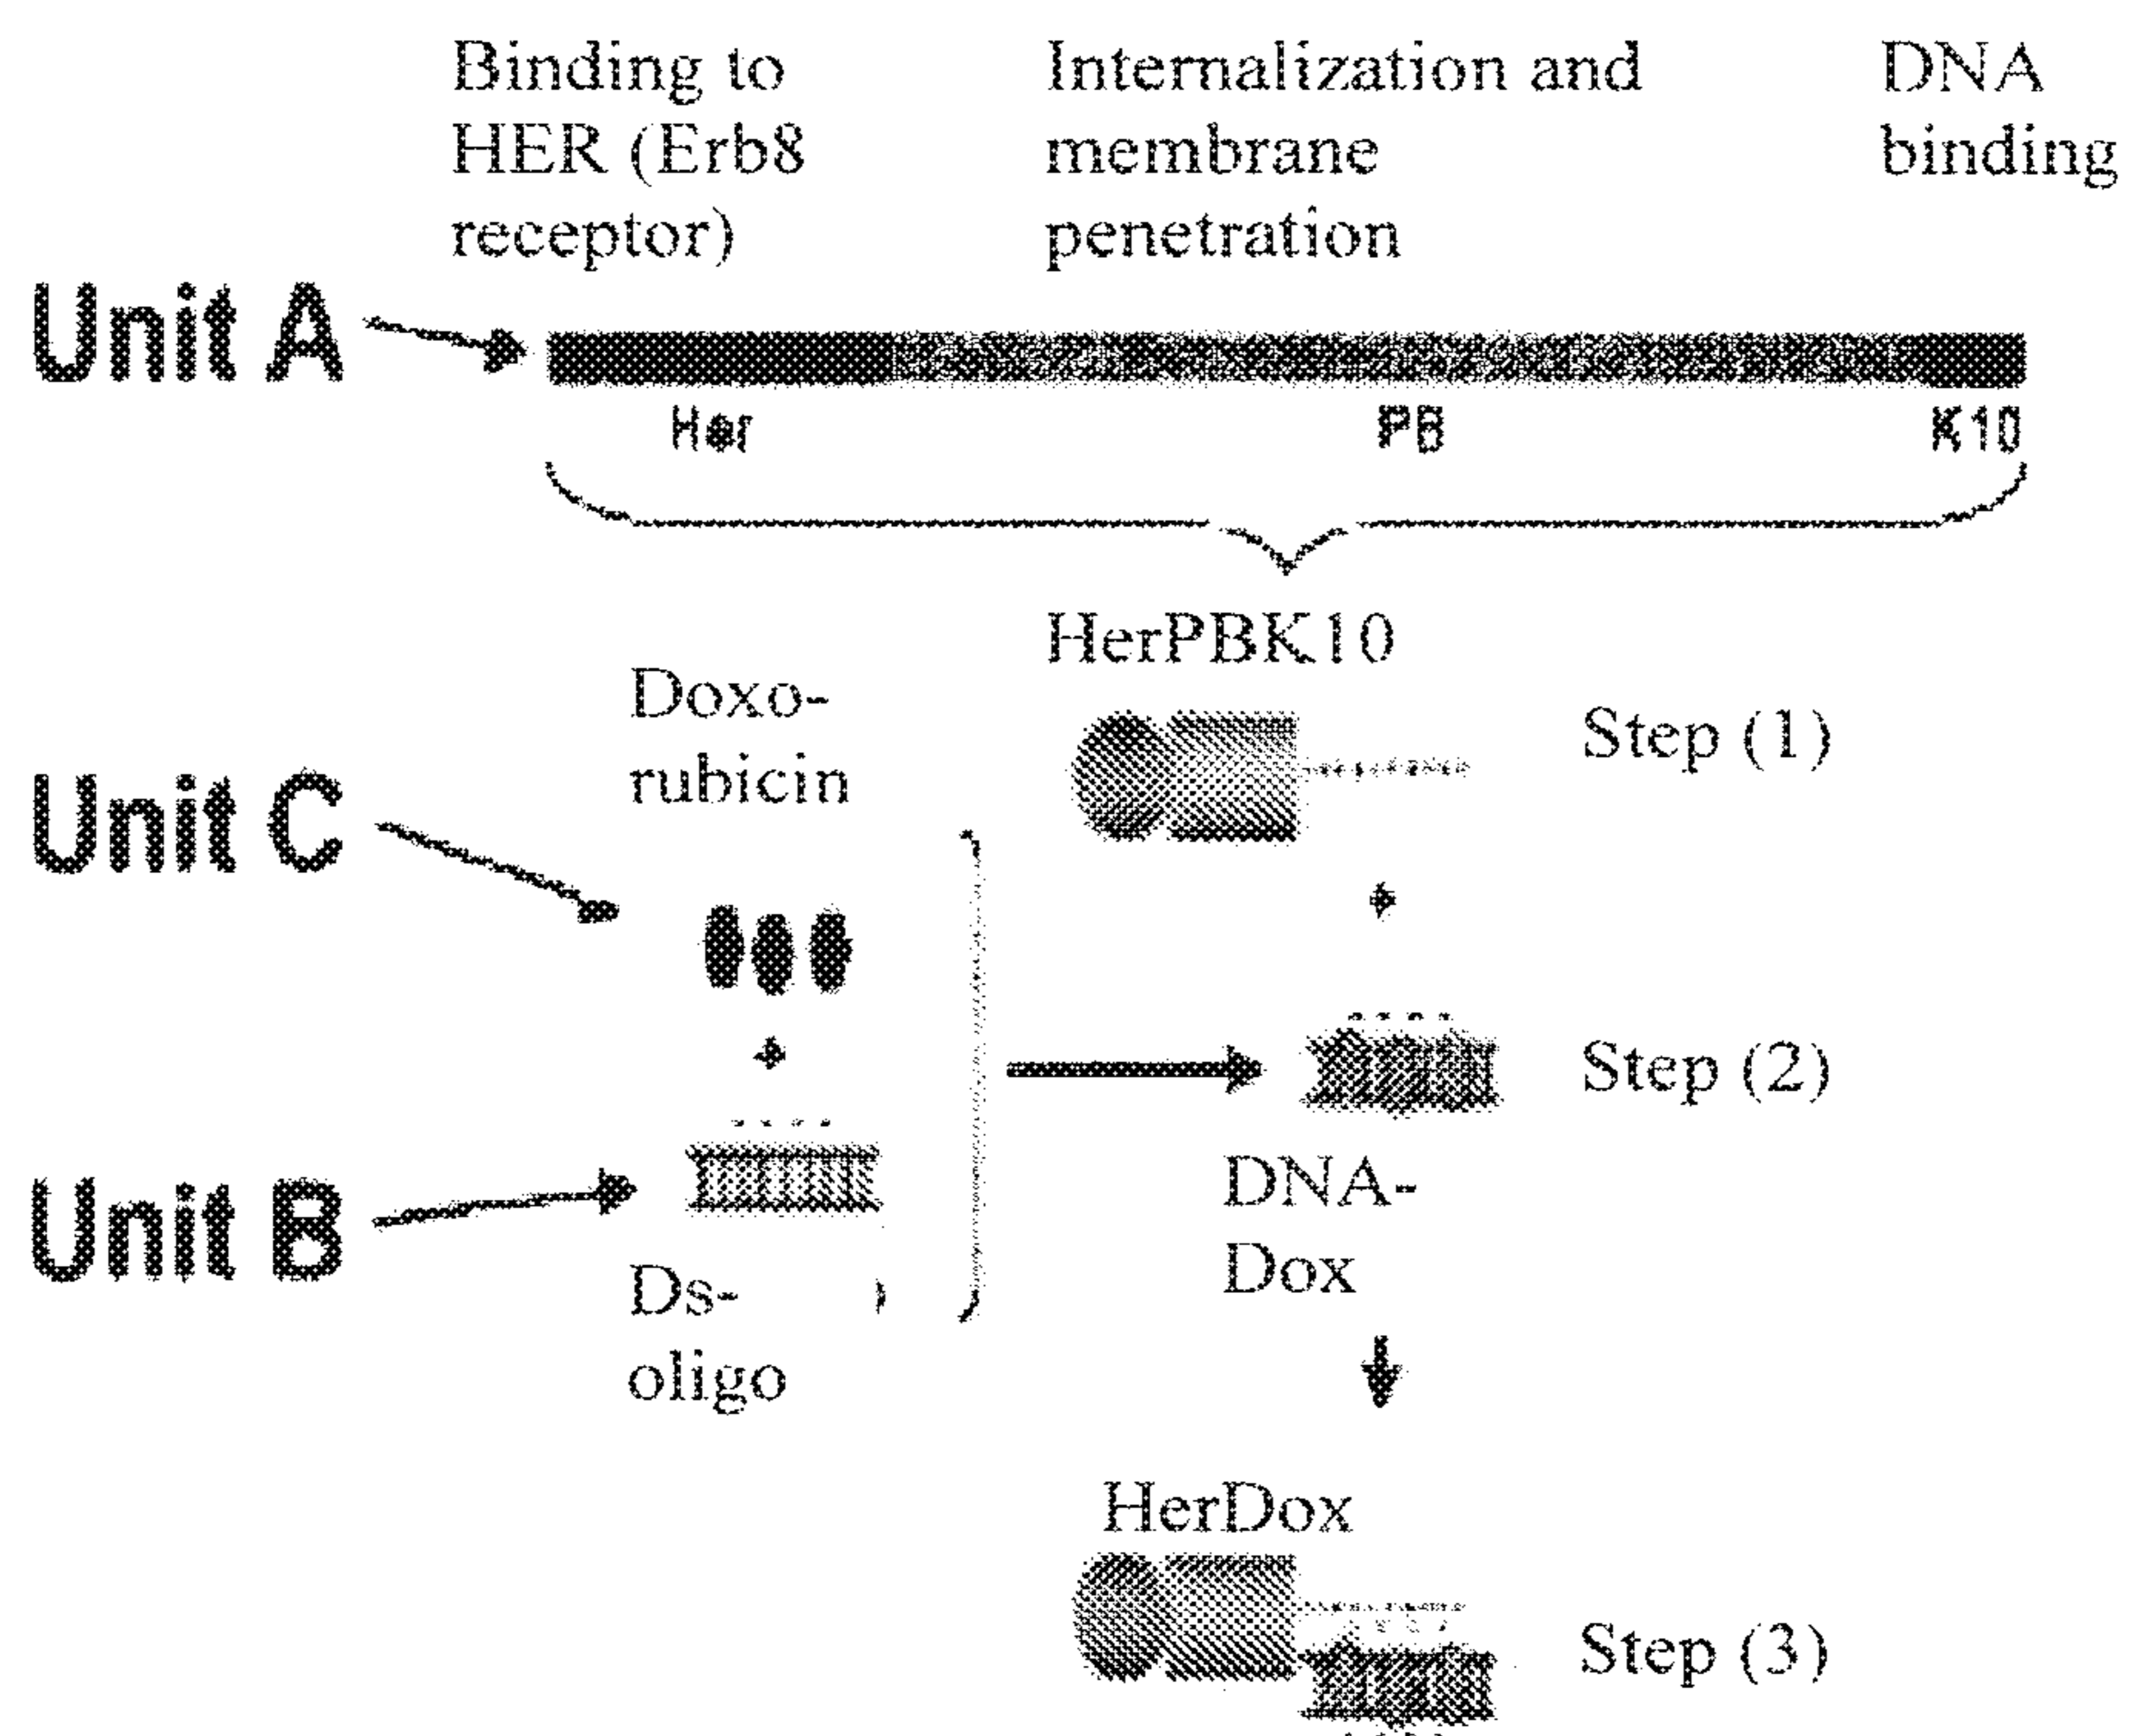 Binding to
HER (Erb8
receptor)
Internalization and
membrane
penetration
DNA
binding
Unit A
Her
PB
K10
HerPBK10
Doxo-
rubicin
Step (1)
Unit C
Step (2)
Unit B
DNA-
Dox
Ds-
oligo
HerDox
Step (3)